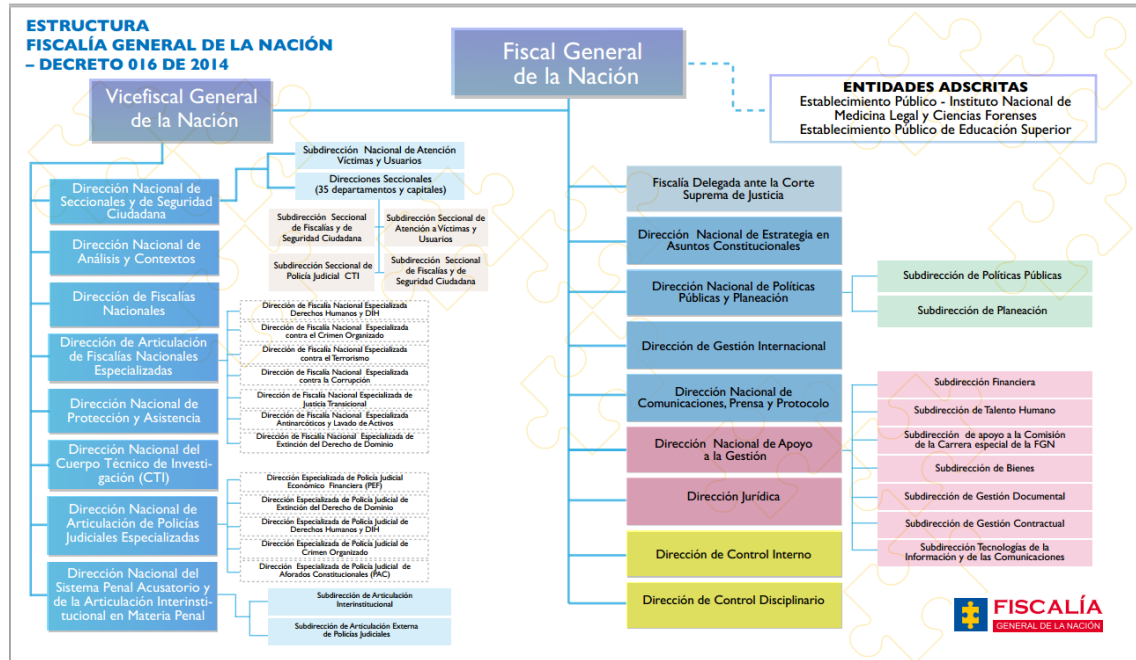 ESTRUCTURA
FISCALÍA GENERAL DE LA NACIÓN
– DECRETO 016 DE 2014
Fiscal General
de la Nación
Vicefiscal General
de la Nación
ENTIDADES ADSCRITAS
Establecimiento Público - Instituto Nacional de
Medicina Legal y Ciencias Forenses
Establecimiento Público de Educación Superior
Dirección Nacional de
Seccionales y de Seguridad
Ciudadana
Subdirección Nacional de Atención
Víctimas y Usuarios
Direcciones Seccionales
(35 departamentos y capitales)
Subdirección Seccional
de Fiscalías y de
Seguridad Ciudadana
Subdirección Seccional de
Atención a Víctimas y
Usuarios
Subdirección Seccional de
Policía Judicial CTI
Subdirección Seccional
de Fiscalías y de
Seguridad Ciudadana
Dirección Nacional de
Análisis y Contextos
Dirección de Fiscalías
Nacionales
Dirección de Articulación
de Fiscalías Nacionales
Especializadas
Dirección de Fiscalía Nacional Especializada
Derechos Humanos y DIH
Dirección de Fiscalía Nacional Especializada
contra el Crimen Organizado
Dirección de Fiscalía Nacional Especializada
contra el Terrorismo
Dirección de Fiscalía Nacional Especializada
contra la Corrupción
Dirección de Fiscalía Nacional Especializada de
Justicia Transicional
Dirección de Fiscalía Nacional Especializada
Antinarcóticos y Lavado de Activos
Dirección de Fiscalía Nacional Especializada de
Extinción del Derecho de Dominio
Dirección Nacional de
Protección y Asistencia
Dirección Nacional del
Cuerpo Técnico de Investi-
gación (CTI)
Dirección Nacional de
Articulación de Policías
Judiciales Especializadas
Dirección Especializada de Policía Judicial
Económico Financiera (PEF)
Dirección Especializada de Policía Judicial de
Extinción del Derecho de Dominio
Dirección Especializada de Policía Judicial de
Derechos Humanos y DIH
Dirección Especializada de Policía Judicial de
Crimen Organizado
Dirección Especializada de Policía Judicial de
Aforados Constitucionales (PAC)
Dirección Nacional del
Sistema Penal Acusatorio y
de la Articulación Interinsti-
tucional en Materia Penal
Subdirección de Articulación
Interinstitucional
Subdirección de Articulación Externa
de Policías Judiciales
Fiscalía Delegada ante la Corte
Suprema de Justicia
Dirección Nacional de Estrategia en
Asuntos Constitucionales
Dirección Nacional de Políticas
Públicas y Planeación
Subdirección de Políticas Públicas
Subdirección de Planeación
Dirección de Gestión Internacional
Dirección Nacional de
Comunicaciones, Prensa y Protocolo
Dirección Nacional de Apoyo
a la Gestión
Subdirección Financiera
Subdirección de Talento Humano
Subdirección de apoyo a la Comisión
de la Carrera especial de la FGN
Subdirección de Bienes
Subdirección de Gestión Documental
Subdirección de Gestión Contractual
Subdirección Tecnologías de la
Información y de las Comunicaciones
Dirección Jurídica
Dirección de Control Interno
Dirección de Control Disciplinario
FISCALÍA
GENERAL DE LA NACIÓN